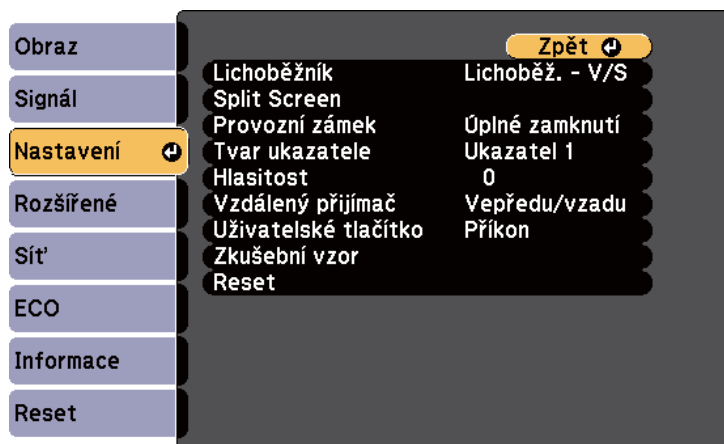 Obraz
Signál
Nastavení
Rozšířené
Síť
ECO
Informace
Reset
Zpět
Lichoběžník Lichoběž. - V/S
Split Screen
Provozní zámek Úplné zamknutí
Tvar ukazatele Ukazatel 1
Hlasitost 0
Vzdálený přijímač Vepředu/vzadu
Uživatelské tlačítko Příkon
Zkušební vzor
Reset